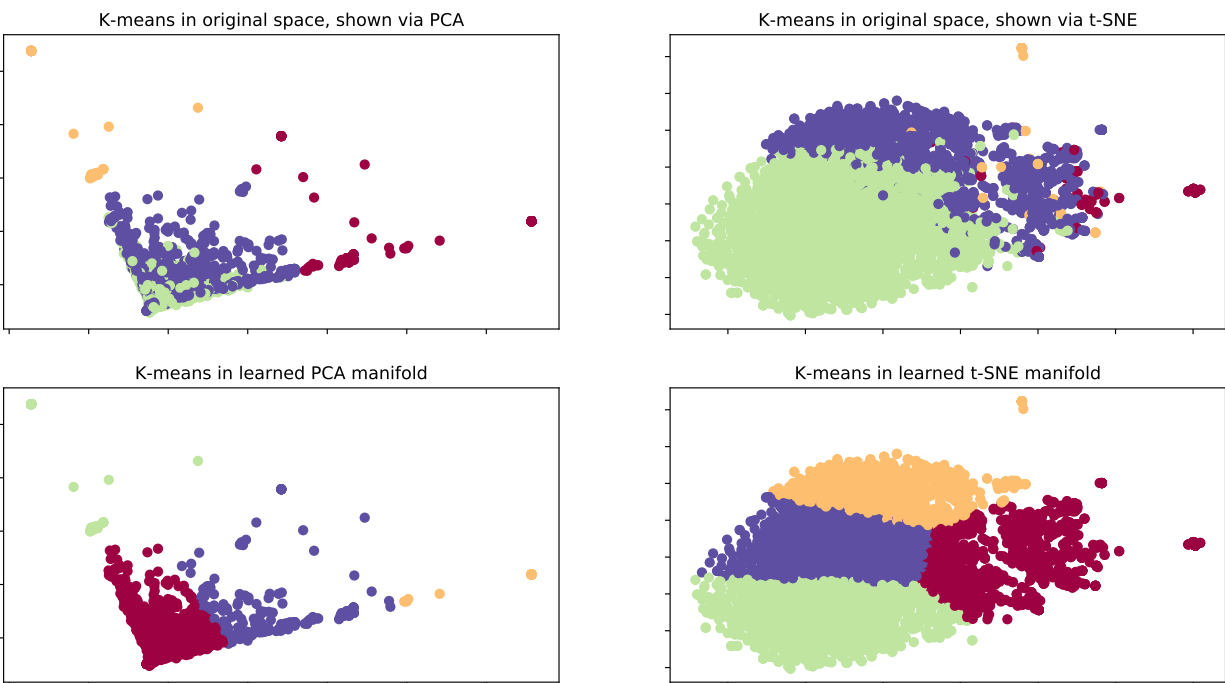 K-means in original space, shown via PCA
K-means in original space, shown via t-SNE
K-means in learned PCA manifold
K-means in learned t-SNE manifold